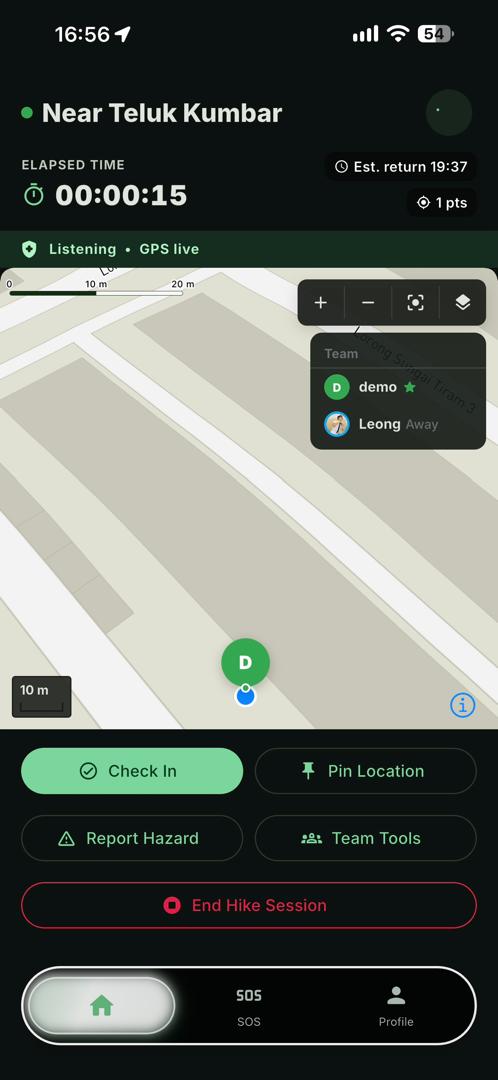 16:56
54
Near Teluk Kumbar
ELAPSED TIME
00:00:15
Est. return 19:37
1 pts
Listening • GPS live
0 10 m 20 m
Lor
Lorong Sungai Tiram 3
Team
D demo
Leong Away
D
10 m
Check In
Pin Location
Report Hazard
Team Tools
End Hike Session
SOS
SOS
Profile